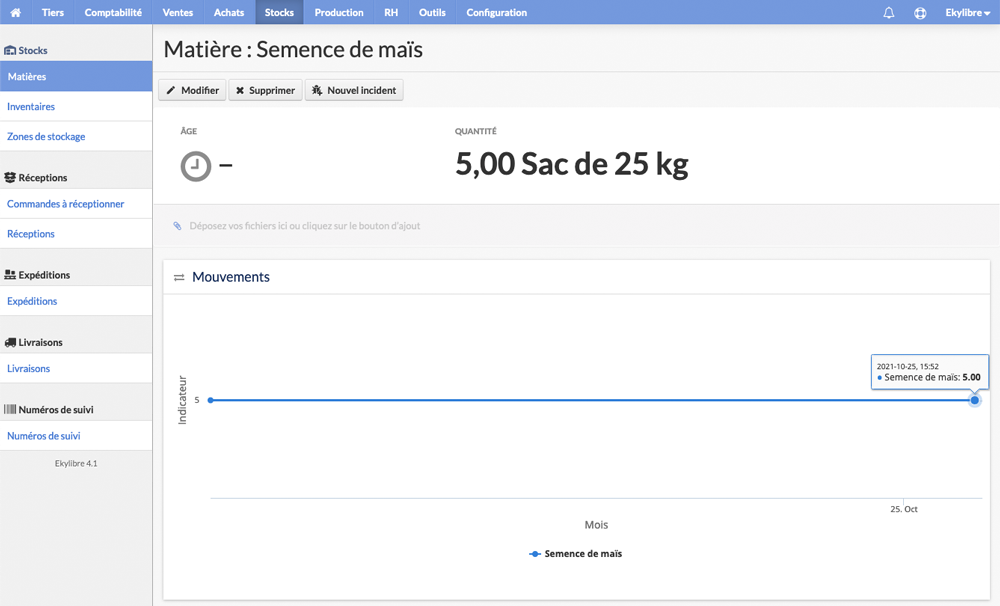 Tiers Comptabilité Ventes Achats Stocks Production RH Outils Configuration Ekylibre
Stocks
Matières
Inventaires
Zones de stockage
Réceptions
Commandes à réceptionner
Réceptions
Expéditions
Expéditions
Livraisons
Livraisons
Numéros de suivi
Numéros de suivi
Ekylibre 4.1
Matière : Semence de maïs
Modifier Supprimer Nouvel incident
ÂGE
–
QUANTITÉ
5,00 Sac de 25 kg
Déposez vos fichiers ici ou cliquez sur le bouton d'ajout
Mouvements
2021-10-25, 15:52
● Semence de maïs: 5.00
Indicateur
5
25. Oct
Mois
Semence de maïs